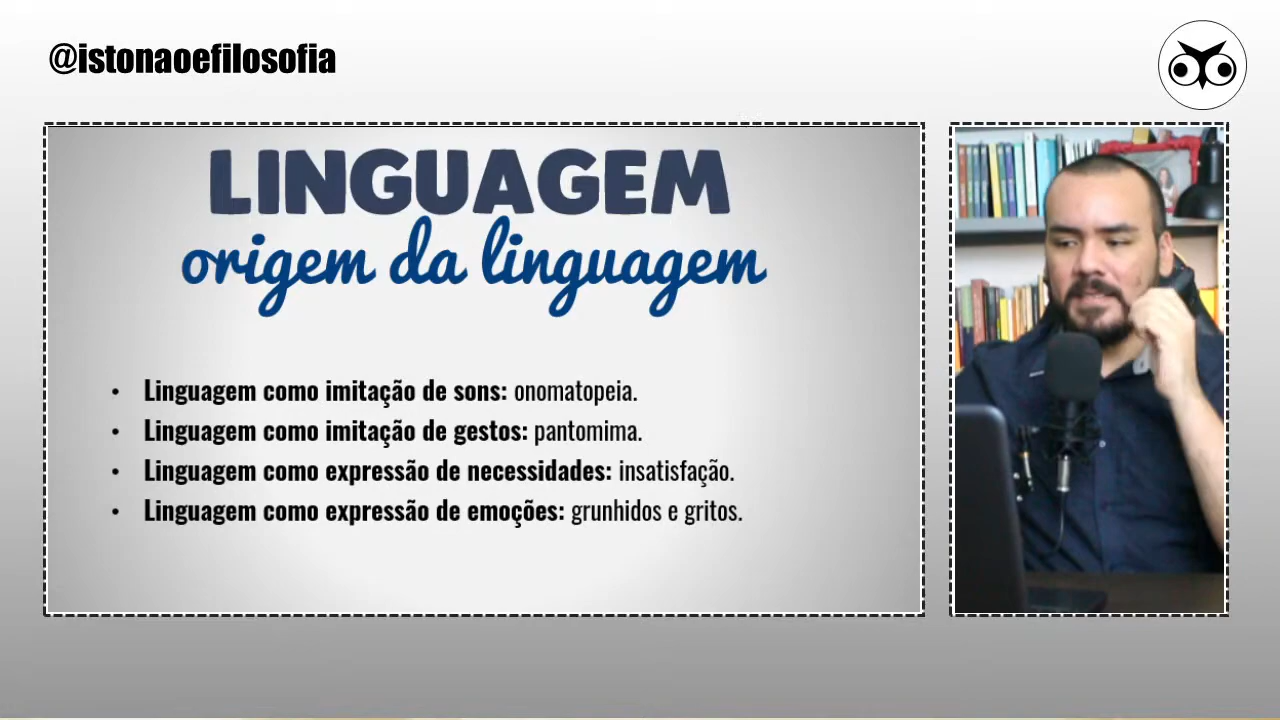 @istonaoefilosofia
LINGUAGEM
origem da linguagem
• Linguagem como imitação de sons: onomatopeia.
• Linguagem como imitação de gestos: pantomima.
• Linguagem como expressão de necessidades: insatisfação.
• Linguagem como expressão de emoções: grunhidos e gritos.